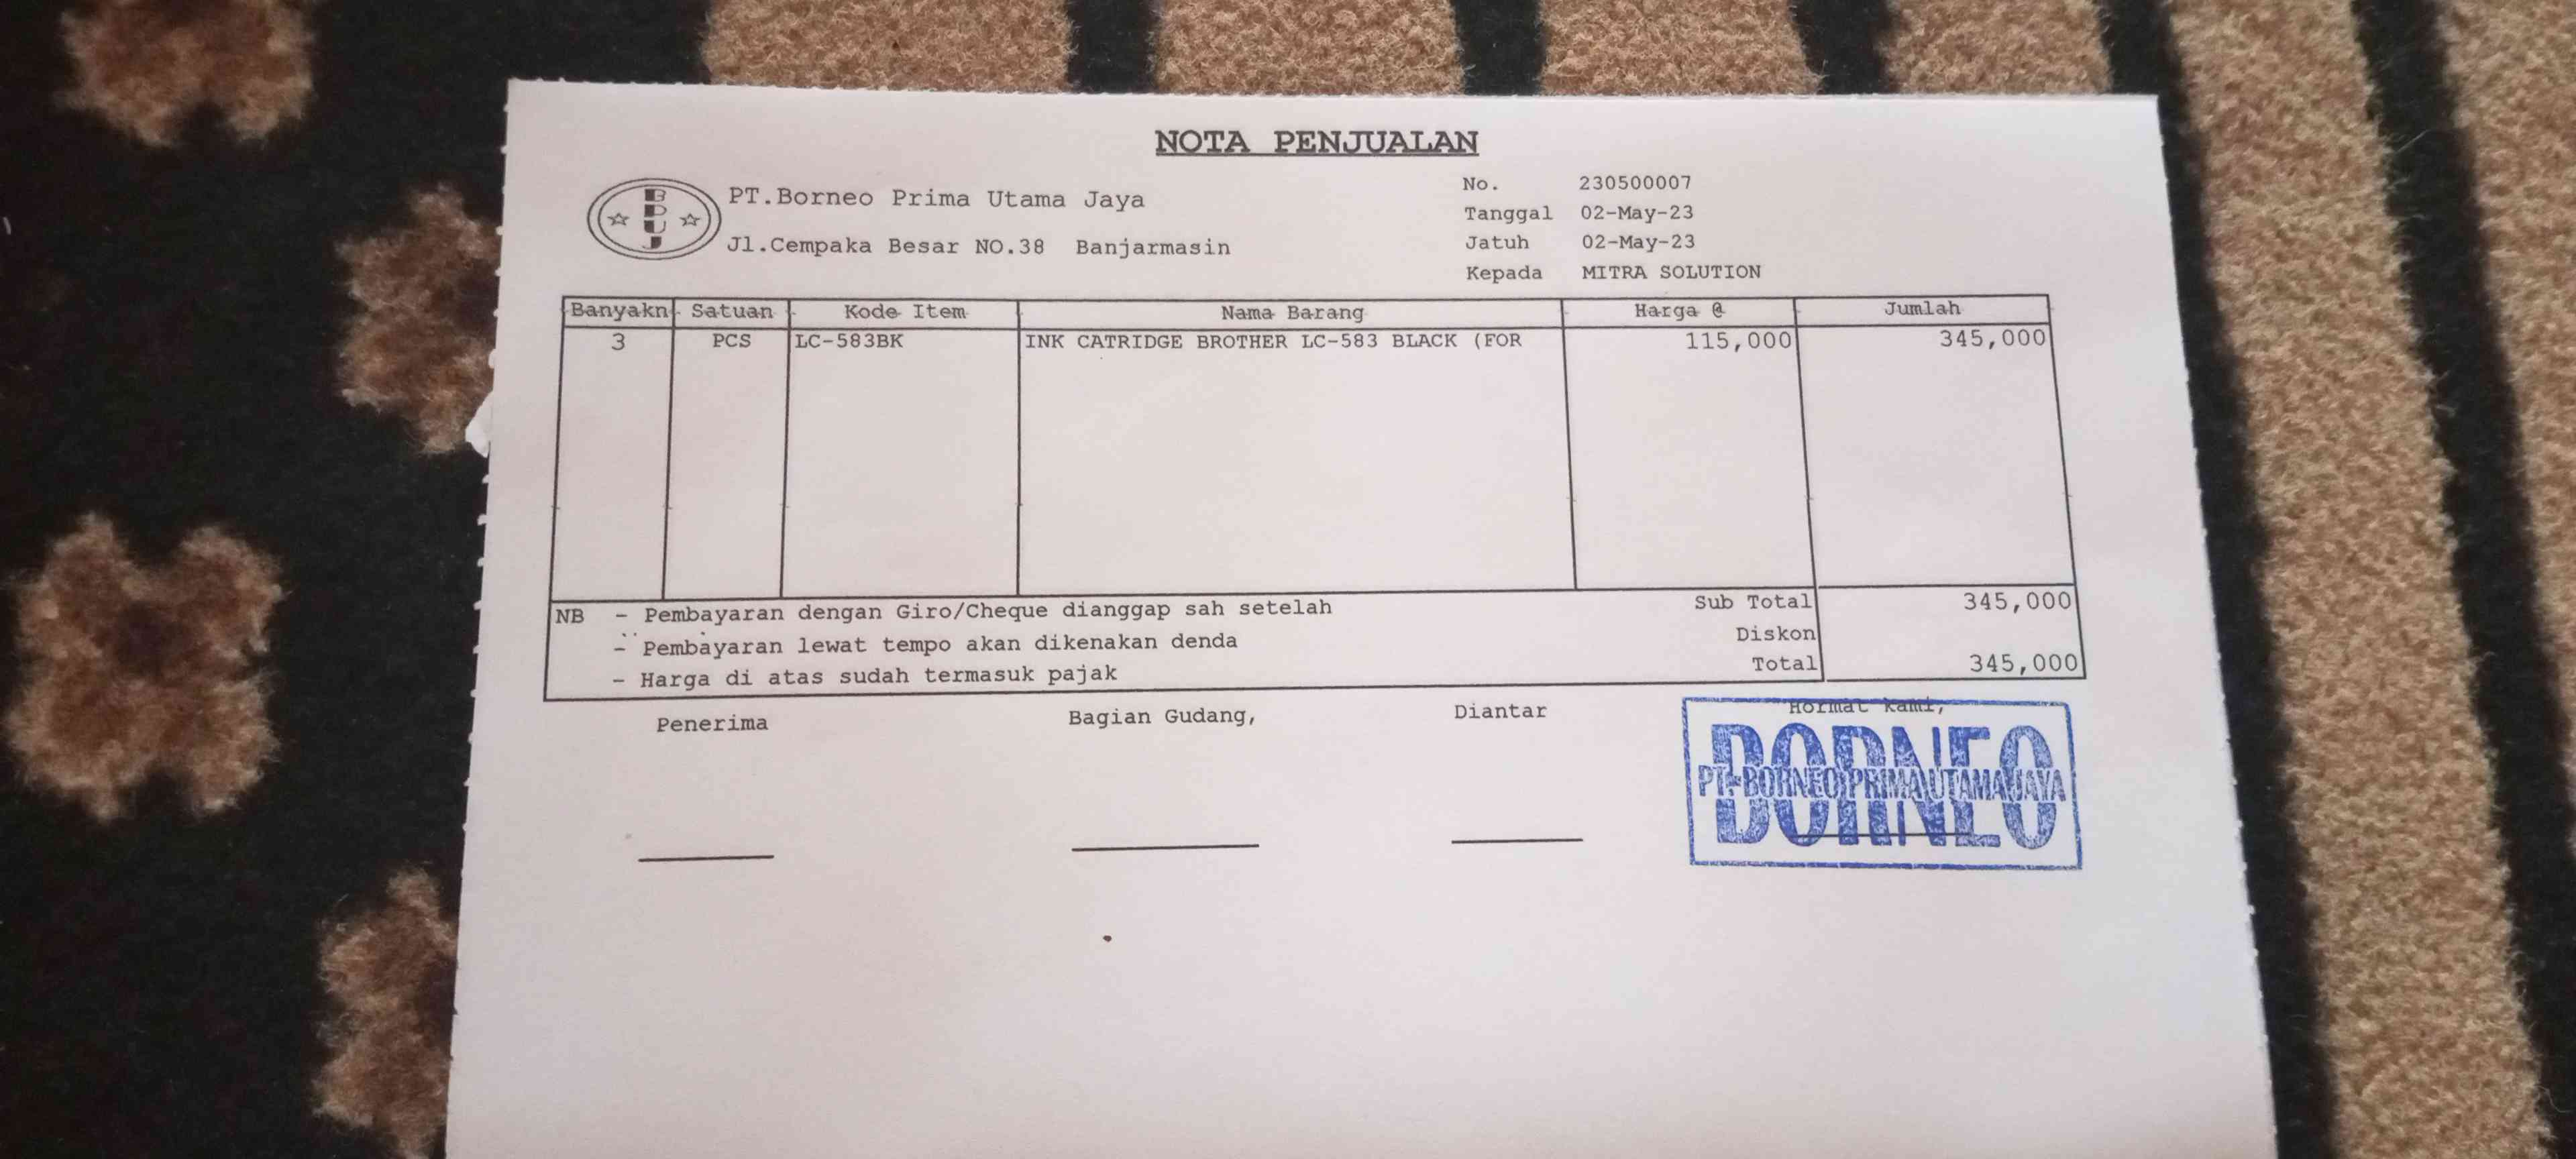 NOTA PENJUALAN
B
P
U
J
PT.Borneo Prima Utama Jaya
Jl.Cempaka Besar NO.38 Banjarmasin
No. 230500007
Tanggal 02-May-23
Jatuh 02-May-23
Kepada MITRA SOLUTION
Banyakn Satuan Kode Item Nama Barang Harga @ Jumlah
3 PCS LC-583BK INK CATRIDGE BROTHER LC-583 BLACK (FOR 115,000 345,000
NB - Pembayaran dengan Giro/Cheque dianggap sah setelah
- Pembayaran lewat tempo akan dikenakan denda
- Harga di atas sudah termasuk pajak
Sub Total 345,000
Diskon
Total 345,000
Penerima Bagian Gudang, Diantar Hormat kami,
BORNEO
PT. BORNEO PRIMA UTAMA JAYA